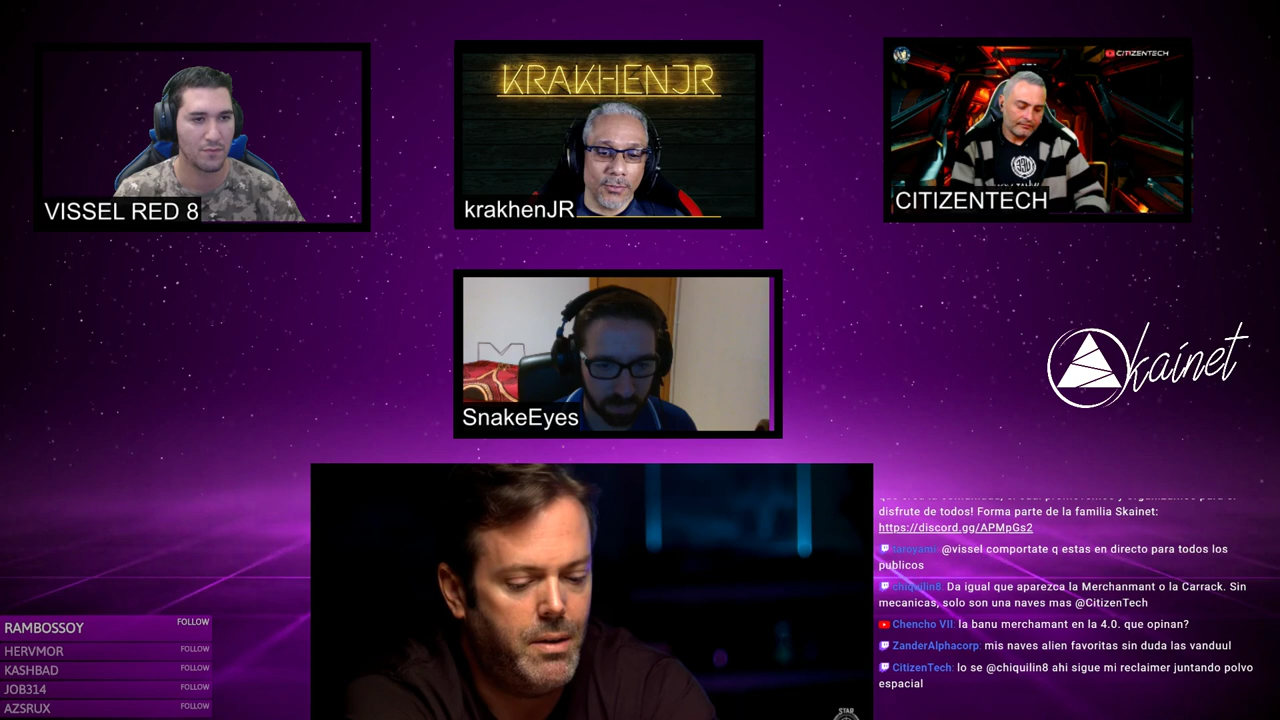 CITIZENTECH
KRAKHENJR
VISSEL RED 8
krakhenJR
CITIZENTECH
SnakeEyes
kainet
disfrute de todos! Forma parte de la familia Skainet:
https://discord.gg/APMpGs2
taroyami: @vissel comportate q estas en directo para todos los
publicos
chiquilin8: Da igual que aparezca la Merchanmant o la Carrack. Sin
mecanicas, solo son una naves mas @CitizenTech
Chencho VII: la banu merchamant en la 4.0. que opinan?
ZanderAlphacorp: mis naves alien favoritas sin duda las vanduul
CitizenTech: lo se @chiquilin8 ahi sigue mi reclaimer juntando polvo
espacial
RAMBOSSOY FOLLOW
HERVMOR FOLLOW
KASHBAD FOLLOW
JOB314 FOLLOW
AZSRUX FOLLOW
STAR